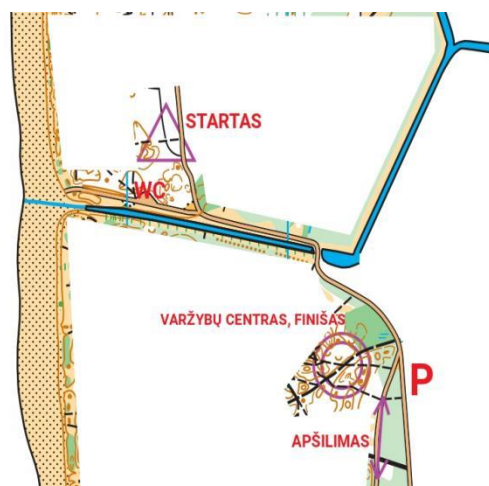 STARTAS
WC
VARŽYBŲ CENTRAS, FINIŠAS
P
APŠILIMAS